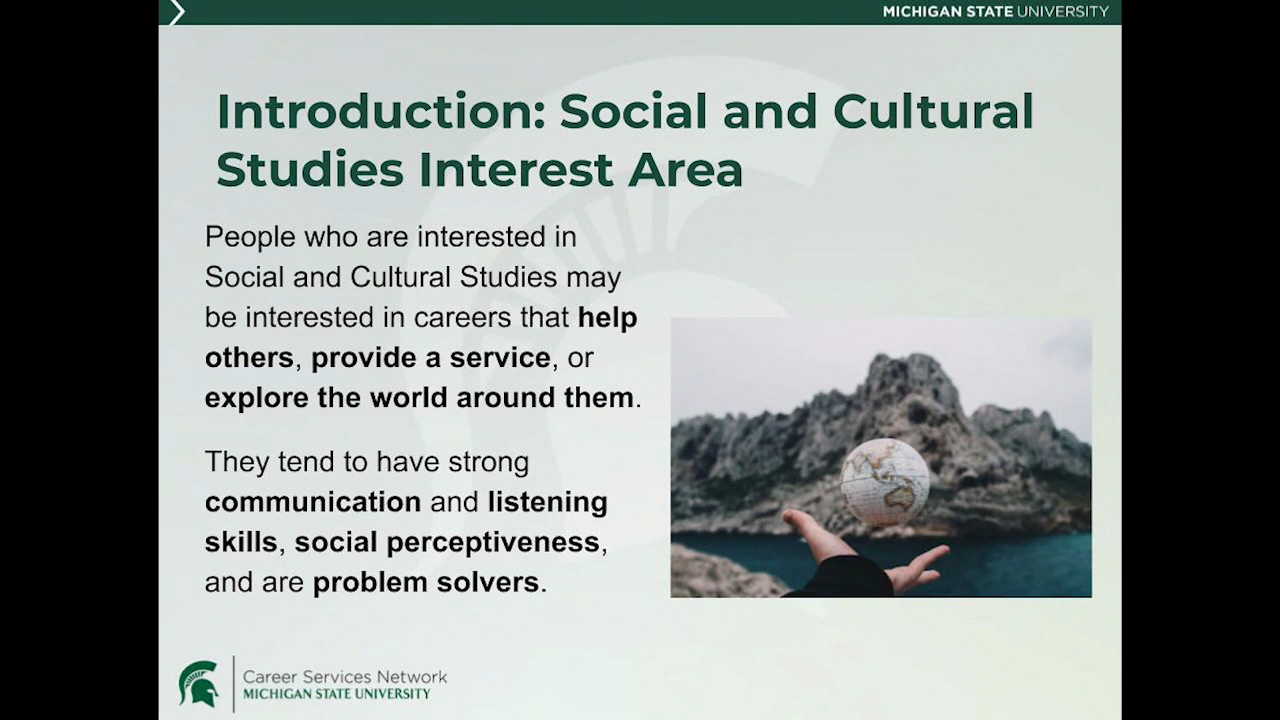 MICHIGAN STATE UNIVERSITY
Introduction: Social and Cultural
Studies Interest Area
People who are interested in
Social and Cultural Studies may
be interested in careers that help
others, provide a service, or
explore the world around them.
They tend to have strong
communication and listening
skills, social perceptiveness,
and are problem solvers.
Career Services Network
MICHIGAN STATE UNIVERSITY